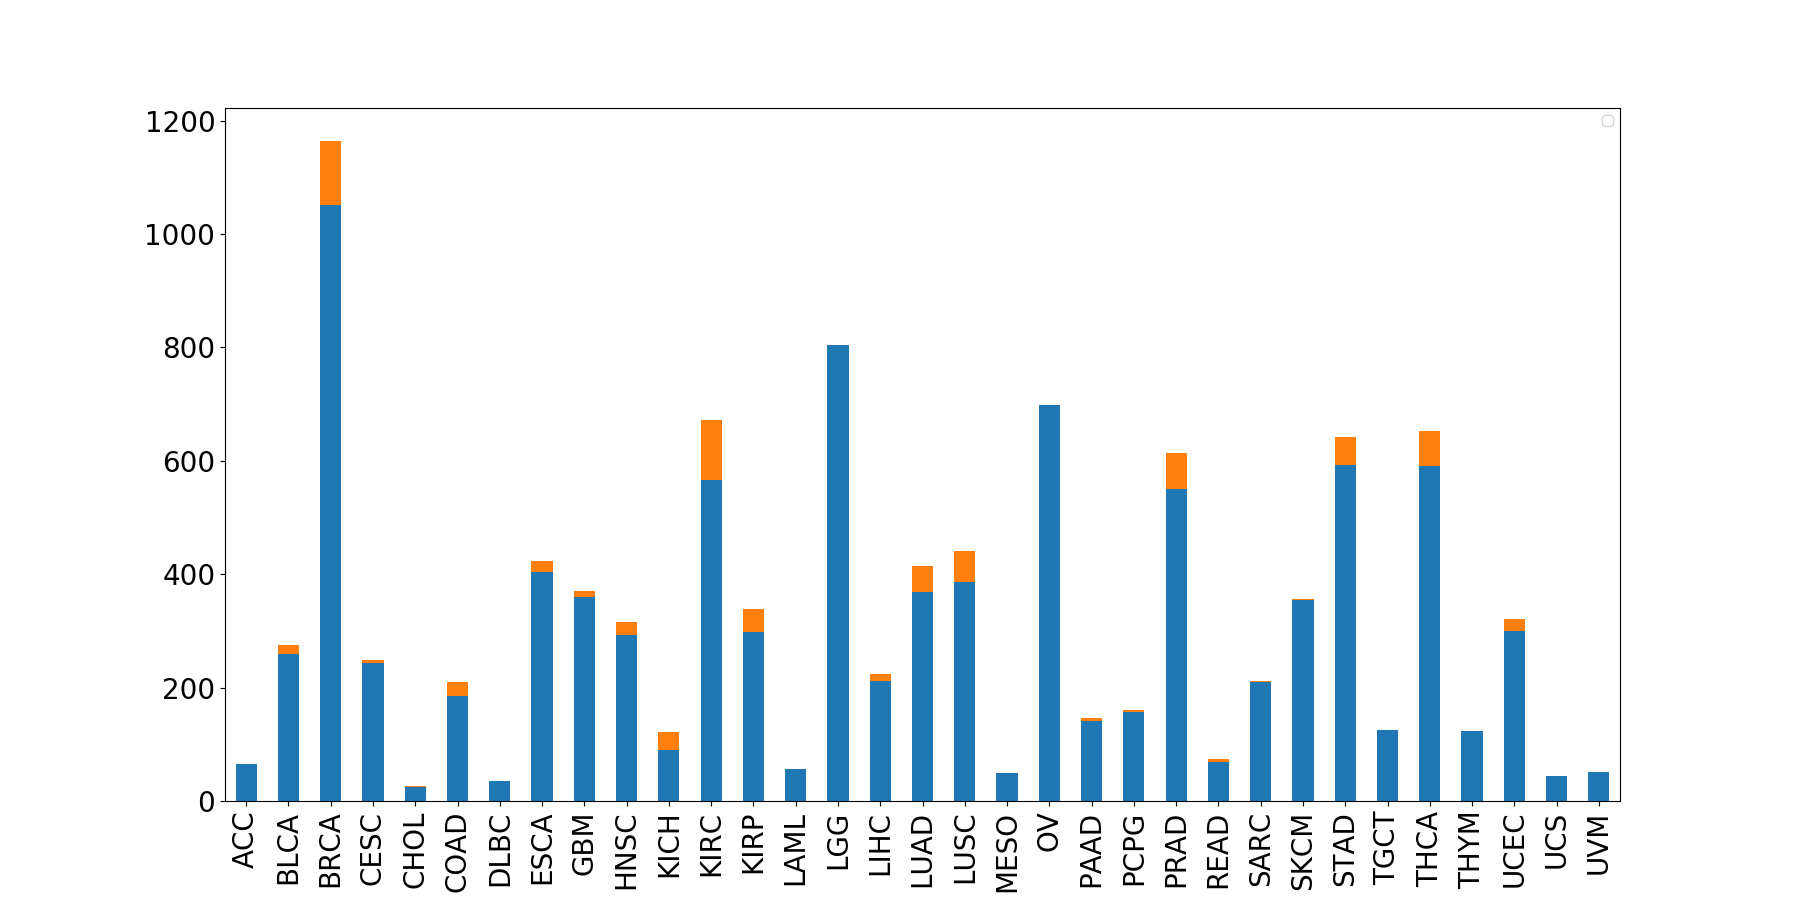 1200
1000
800
600
400
200
0
ACC
BLCA
BRCA
CESC
CHOL
COAD
DLBC
ESCA
GBM
HNSC
KICH
KIRC
KIRP
LAML
LGG
LIHC
LUAD
LUSC
MESO
OV
PAAD
PCPG
PRAD
READ
SARC
SKCM
STAD
TGCT
THCA
THYM
UCEC
UCS
UVM